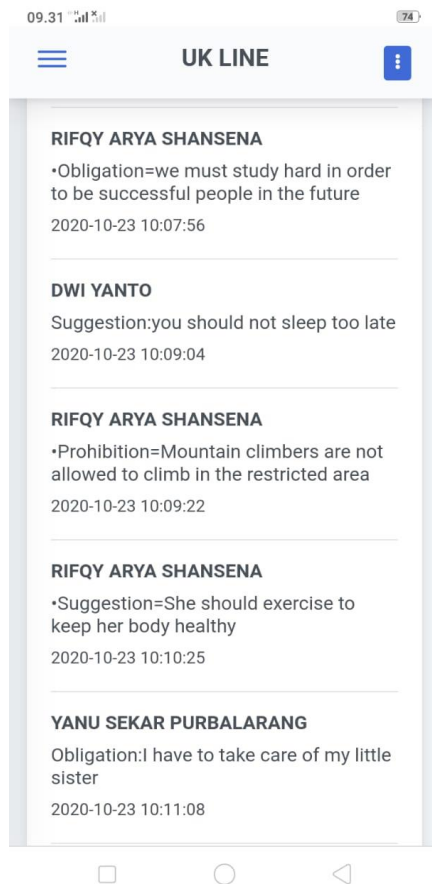 09.31
74
UK LINE
RIFQY ARYA SHANSENA
•Obligation=we must study hard in order
to be successful people in the future
2020-10-23 10:07:56
DWI YANTO
Suggestion:you should not sleep too late
2020-10-23 10:09:04
RIFQY ARYA SHANSENA
•Prohibition=Mountain climbers are not
allowed to climb in the restricted area
2020-10-23 10:09:22
RIFQY ARYA SHANSENA
•Suggestion=She should exercise to
keep her body healthy
2020-10-23 10:10:25
YANU SEKAR PURBALARANG
Obligation:I have to take care of my little
sister
2020-10-23 10:11:08